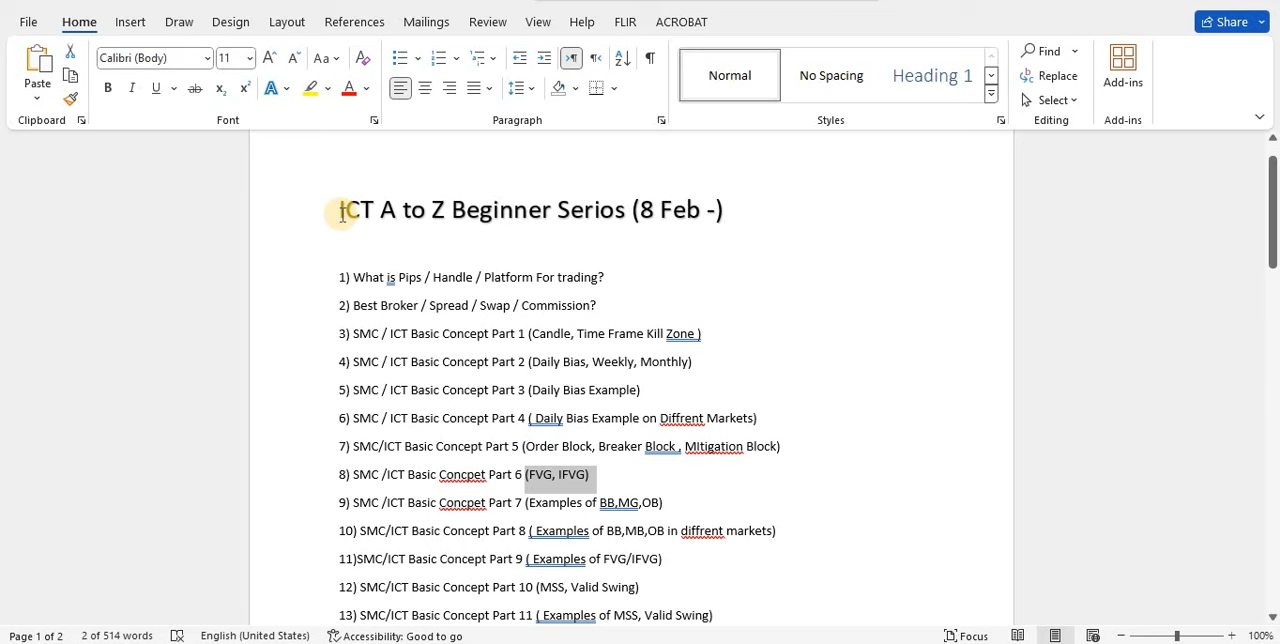 File Home Insert Draw Design Layout References Mailings Review View Help FLIR ACROBAT Share
Calibri (Body) 11 Aa Find
Paste Normal No Spacing Heading 1 Replace Add-ins
B I U ab x₂ x² A A Select
Clipboard Font Paragraph Styles Editing Add-ins
ICT A to Z Beginner Serios (8 Feb -)
1) What is Pips / Handle / Platform For trading?
2) Best Broker / Spread / Swap / Commission?
3) SMC / ICT Basic Concept Part 1 (Candle, Time Frame Kill Zone )
4) SMC / ICT Basic Concept Part 2 (Daily Bias, Weekly, Monthly)
5) SMC / ICT Basic Concept Part 3 (Daily Bias Example)
6) SMC / ICT Basic Concept Part 4 ( Daily Bias Example on Diffrent Markets)
7) SMC/ICT Basic Concept Part 5 (Order Block, Breaker Block , MItigation Block)
8) SMC /ICT Basic Concpet Part 6 (FVG, IFVG)
9) SMC /ICT Basic Concpet Part 7 (Examples of BB,MG,OB)
10) SMC/ICT Basic Concept Part 8 ( Examples of BB,MB,OB in diffrent markets)
11)SMC/ICT Basic Concept Part 9 ( Examples of FVG/IFVG)
12) SMC/ICT Basic Concept Part 10 (MSS, Valid Swing)
13) SMC/ICT Basic Concept Part 11 ( Examples of MSS, Valid Swing)
Page 1 of 2 2 of 514 words English (United States) Accessibility: Good to go Focus 100%